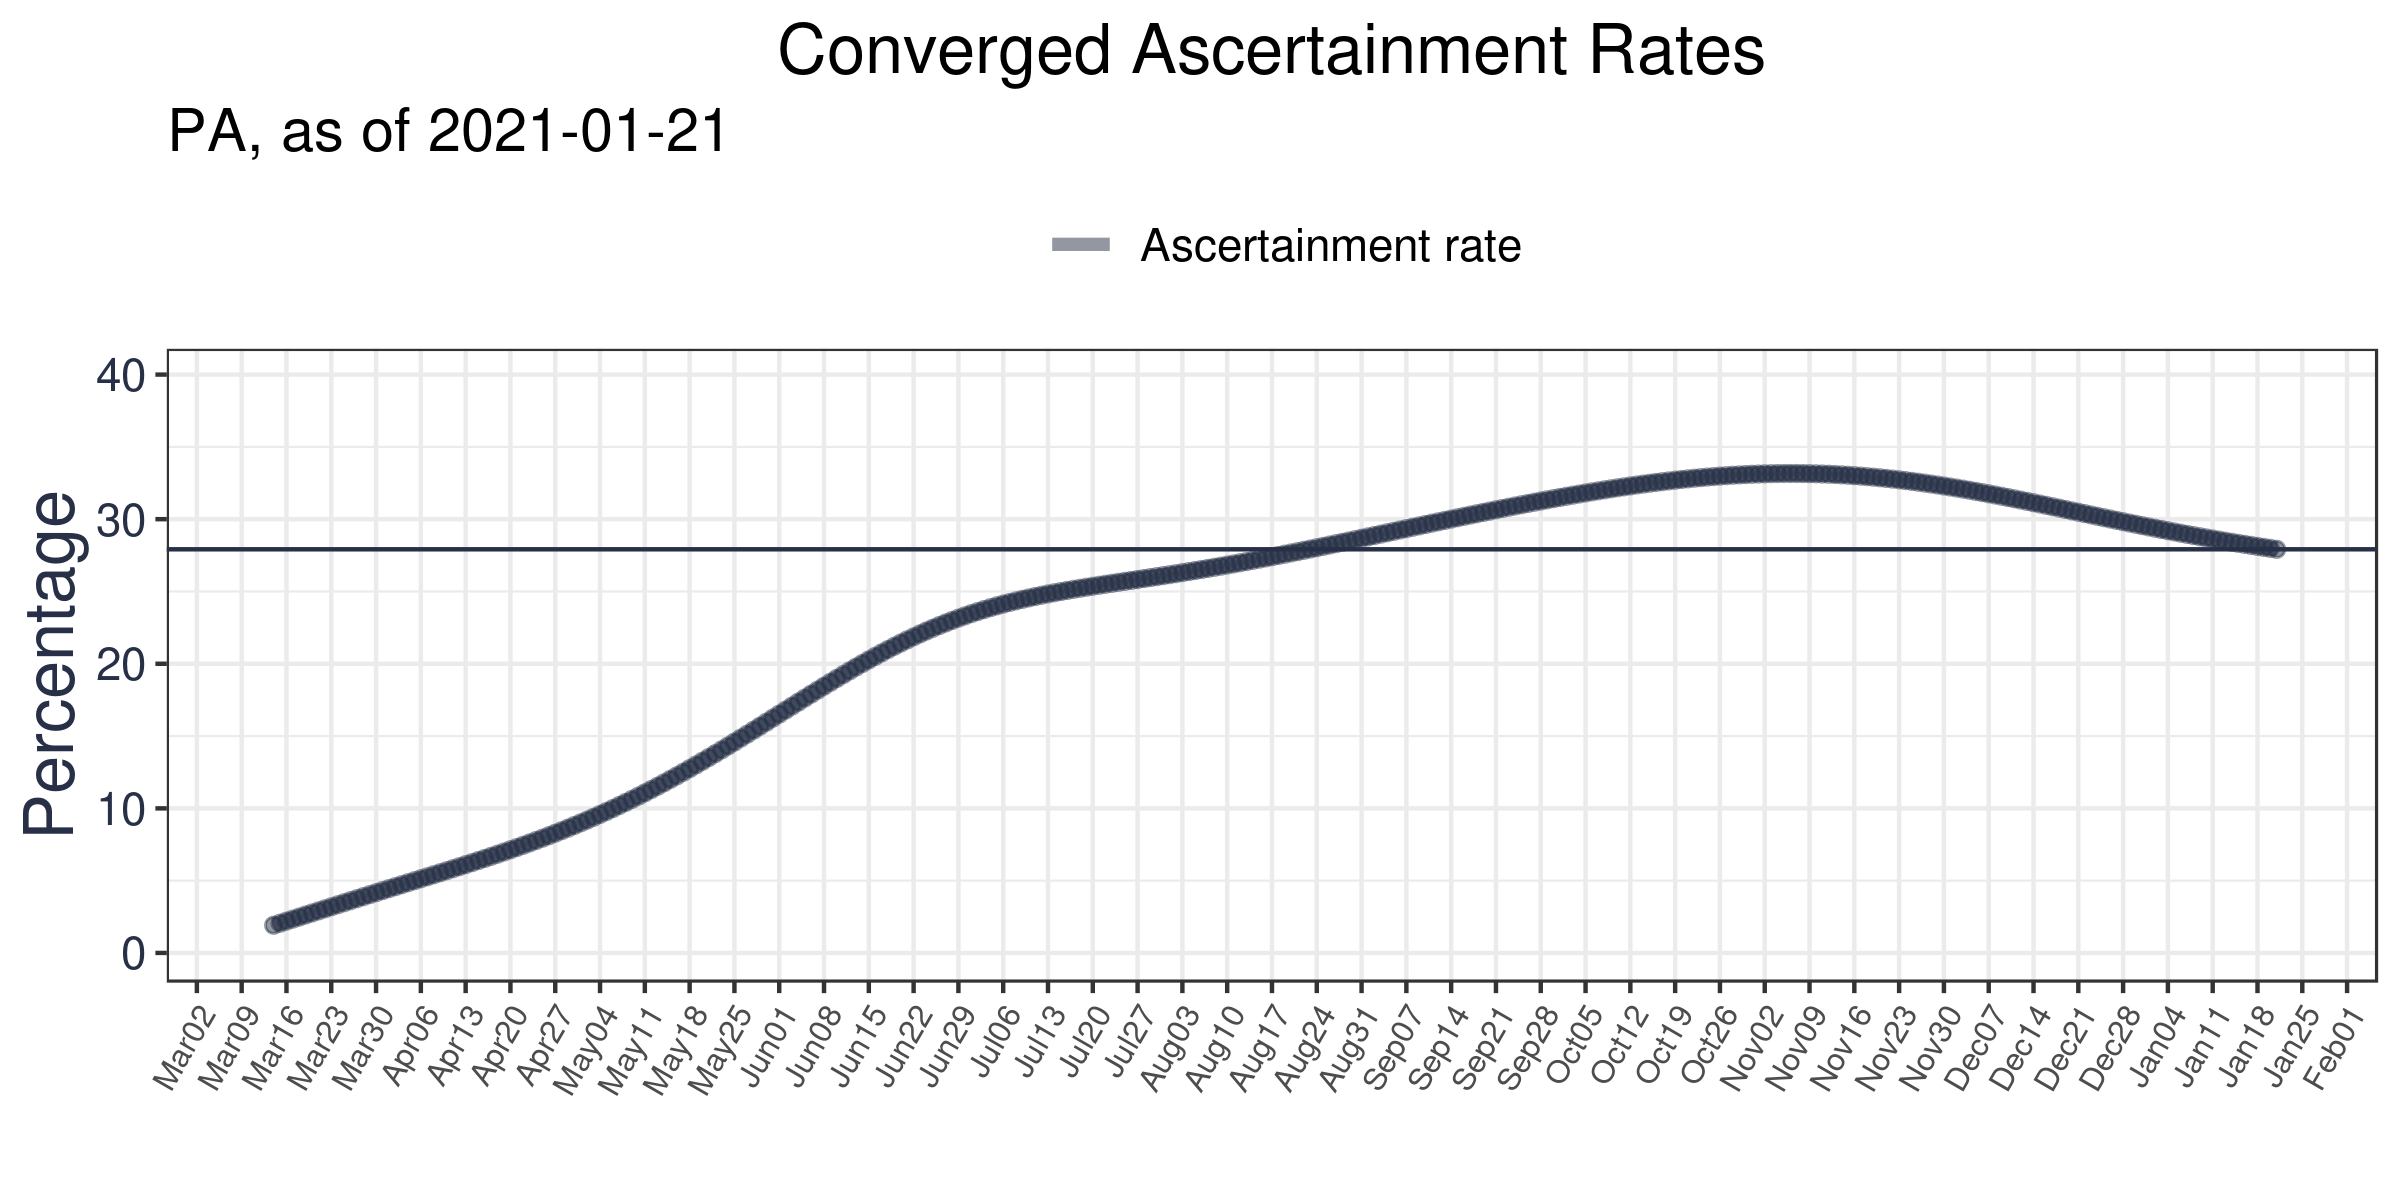 Converged Ascertainment Rates
PA, as of 2021-01-21
Ascertainment rate
Percentage
40
30
20
10
0
Mar02
Mar09
Mar16
Mar23
Mar30
Apr06
Apr13
Apr20
Apr27
May04
May11
May18
May25
Jun01
Jun08
Jun15
Jun22
Jun29
Jul06
Jul13
Jul20
Jul27
Aug03
Aug10
Aug17
Aug24
Aug31
Sep07
Sep14
Sep21
Sep28
Oct05
Oct12
Oct19
Oct26
Nov02
Nov09
Nov16
Nov23
Nov30
Dec07
Dec14
Dec21
Dec28
Jan04
Jan11
Jan18
Jan25
Feb01